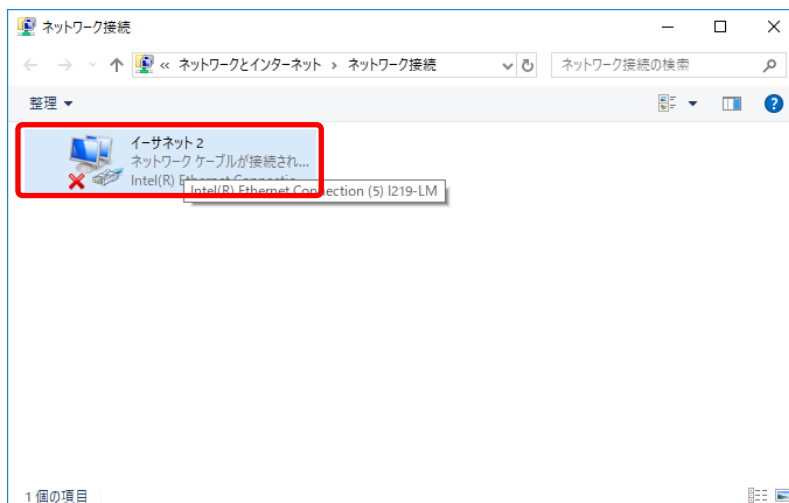 ネットワーク接続
« ネットワークとインターネット › ネットワーク接続
ネットワーク接続の検索
整理
イーサネット 2
ネットワーク ケーブルが接続され...
Intel(R) Ethernet Connectio...
Intel(R) Ethernet Connection (5) I219-LM
1 個の項目